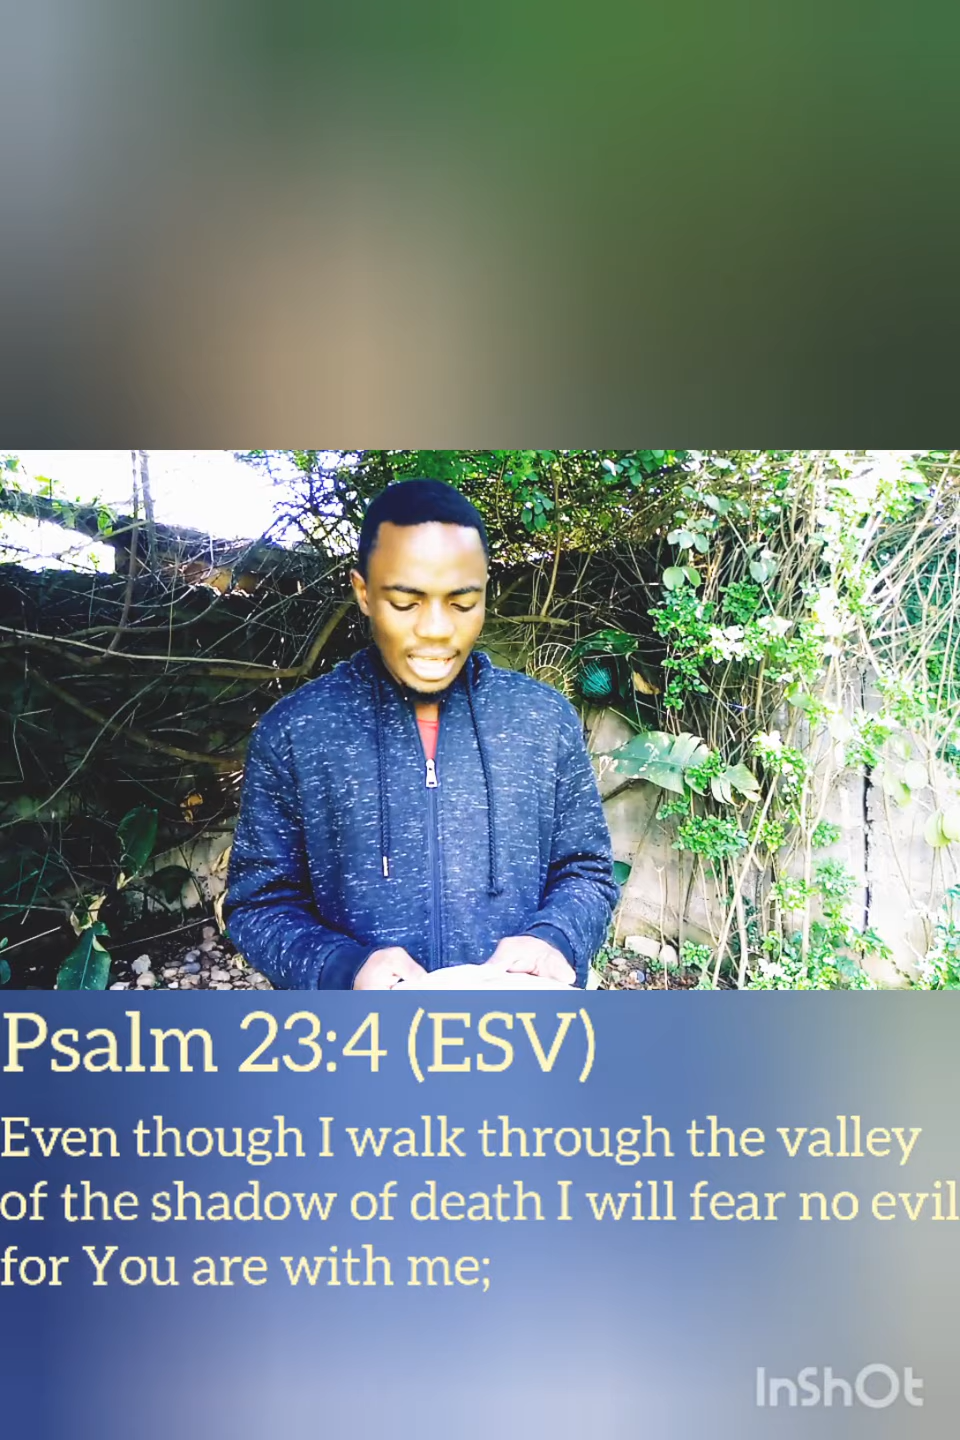 Psalm 23:4 (ESV)
Even though I walk through the valley
of the shadow of death I will fear no evil
for You are with me;
InShOt